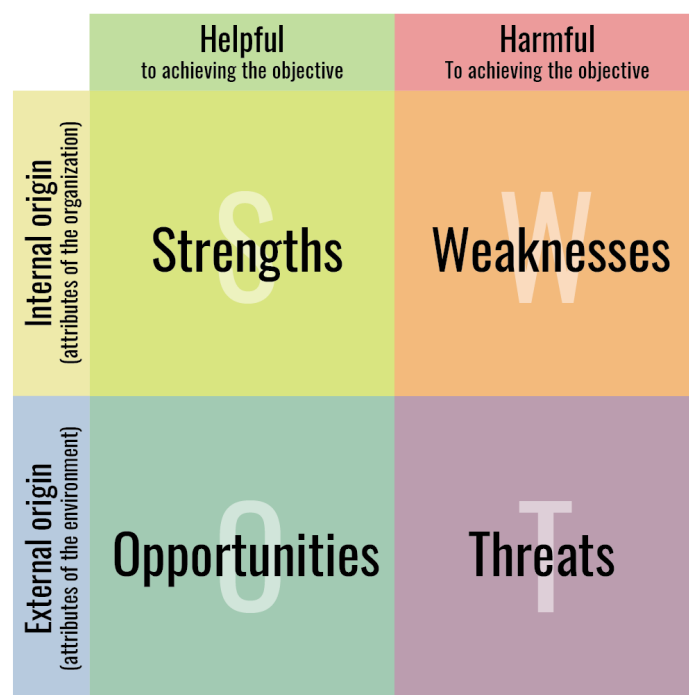 Helpful
to achieving the objective
Harmful
To achieving the objective
Internal origin
(attributes of the organization)
S
Strengths
W
Weaknesses
External origin
(attributes of the environment)
O
Opportunities
T
Threats